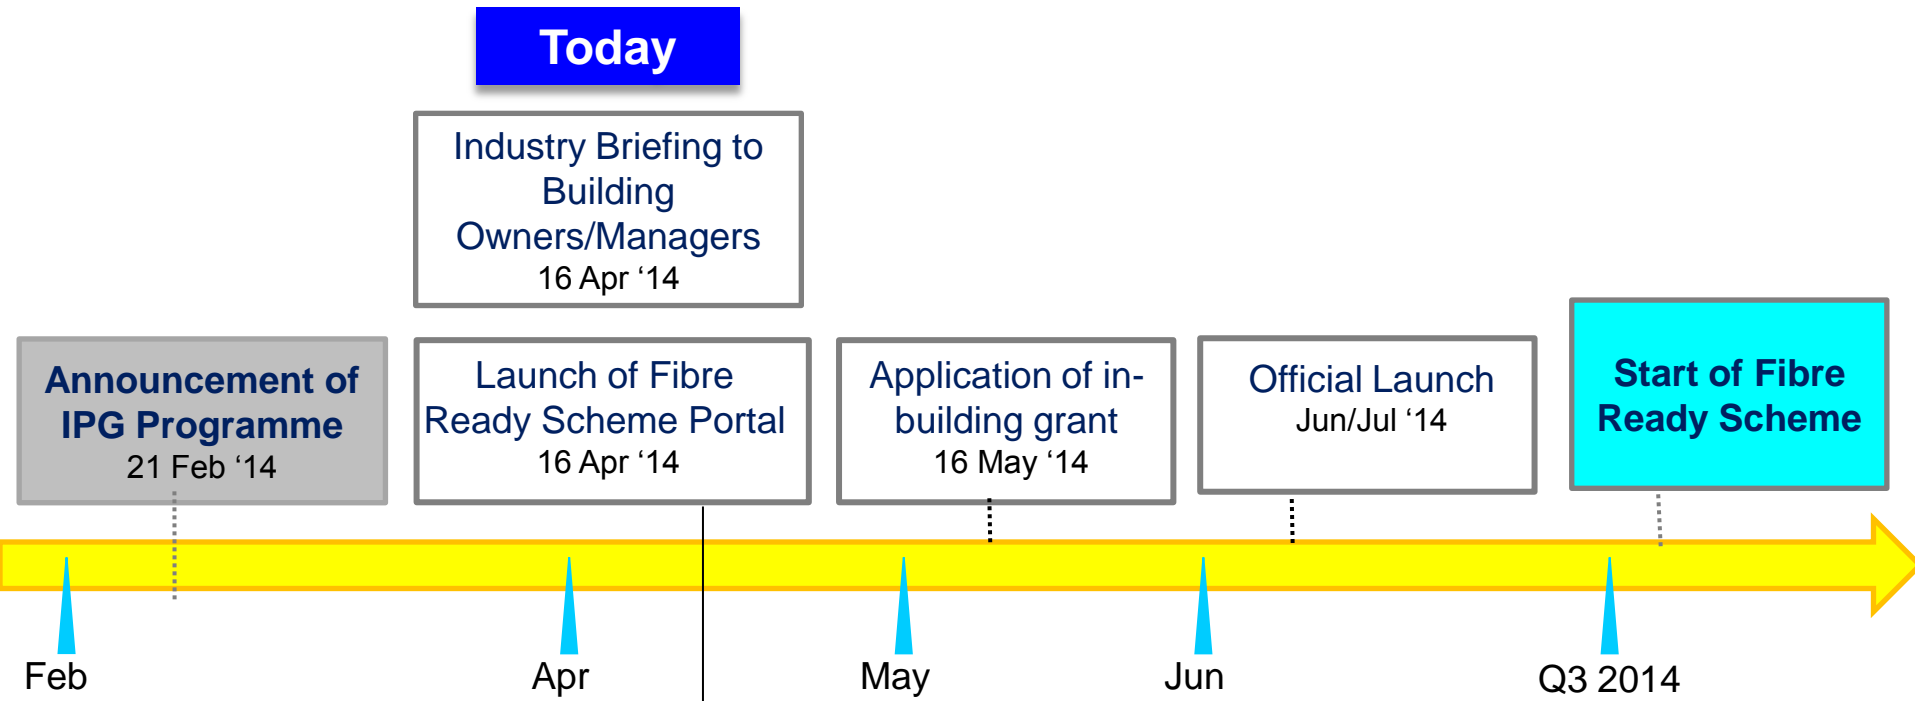 Today
Industry Briefing to
Building
Owners/Managers
16 Apr ‘14
Announcement of
IPG Programme
21 Feb ‘14
Launch of Fibre
Ready Scheme Portal
16 Apr ‘14
Application of in-
building grant
16 May ‘14
Official Launch
Jun/Jul ‘14
Start of Fibre
Ready Scheme
Feb
Apr
May
Jun
Q3 2014